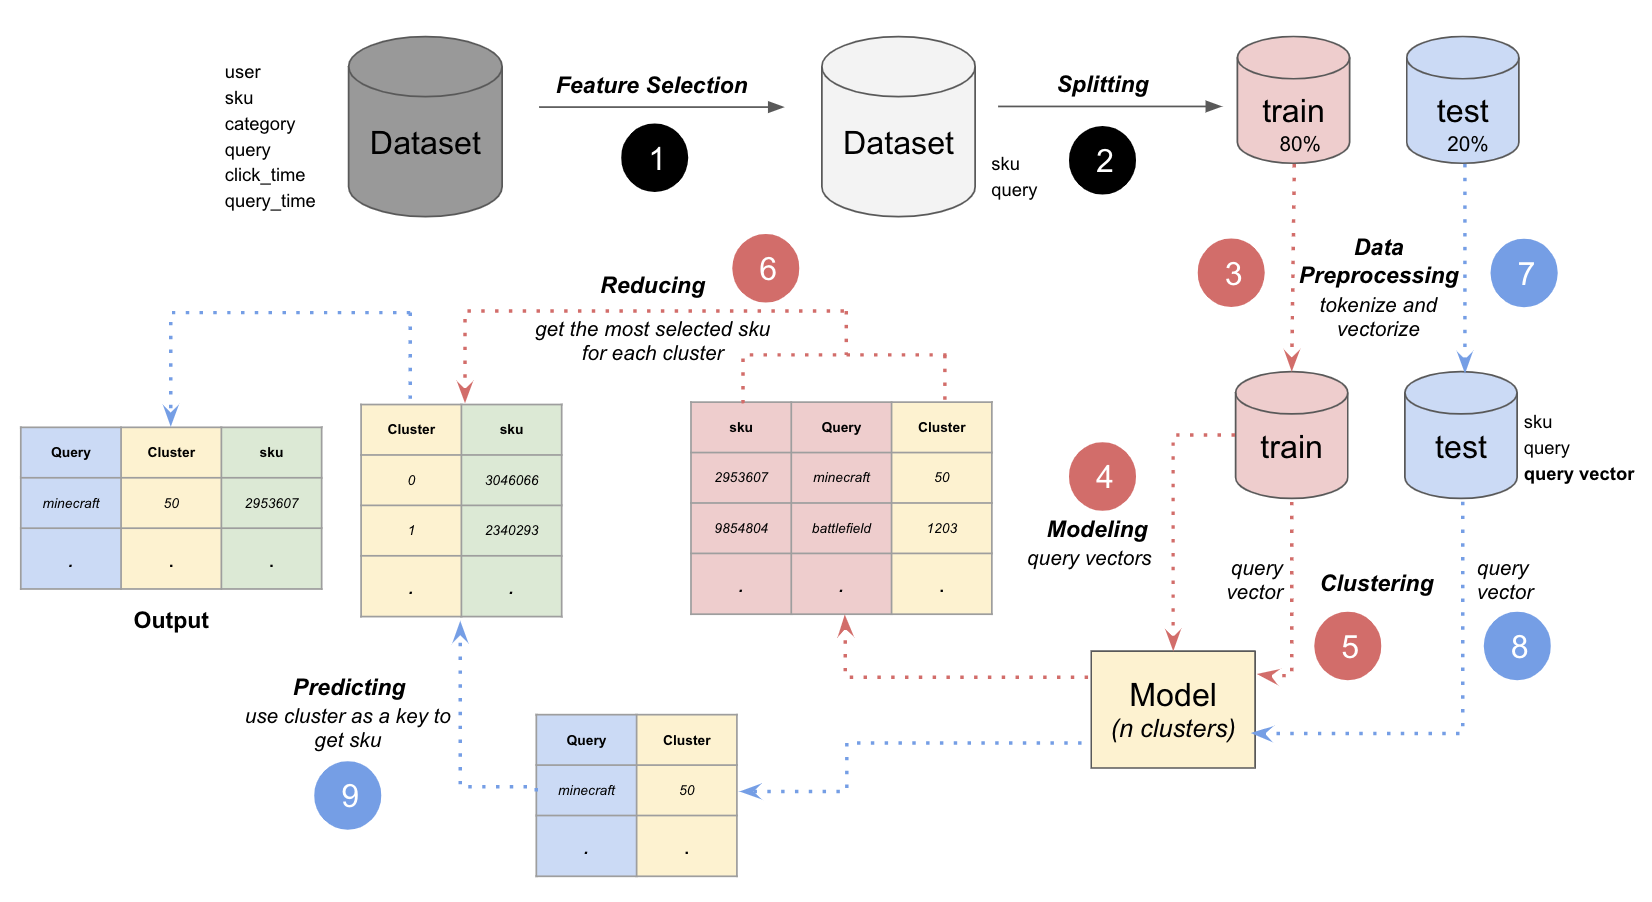 user
sku
category
query
click_time
query_time
Dataset
Feature Selection
1
Dataset
sku
query
Splitting
2
train
80%
test
20%
3
Data
Preprocessing
tokenize and
vectorize
7
6
Reducing
get the most selected sku
for each cluster
train
test
sku
query
query vector
4
Modeling
query vectors
query
vector
Clustering
5
query
vector
8
Model
(n clusters)
sku Query Cluster
2953607 minecraft 50
9854804 battlefield 1203
. . .
Cluster sku
0 3046066
1 2340293
. .
Query Cluster sku
minecraft 50 2953607
. . .
Output
Predicting
use cluster as a key to
get sku
9
Query Cluster
minecraft 50
. .